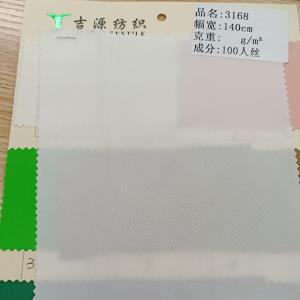 吉源纺织
TEXTILE
品名:3168
幅宽:140cm
克重: g/m²
成分:100人丝
3